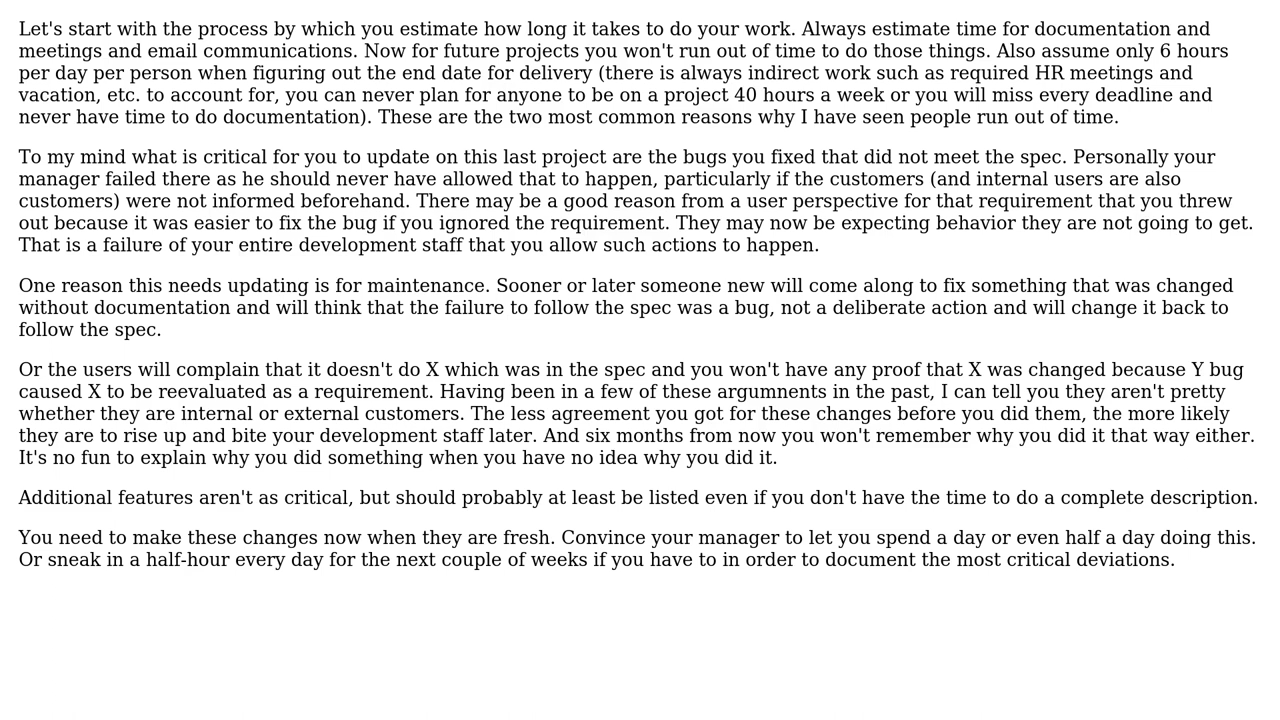 Let's start with the process by which you estimate how long it takes to do your work. Always estimate time for documentation and
meetings and email communications. Now for future projects you won't run out of time to do those things. Also assume only 6 hours
per day per person when figuring out the end date for delivery (there is always indirect work such as required HR meetings and
vacation, etc. to account for, you can never plan for anyone to be on a project 40 hours a week or you will miss every deadline and
never have time to do documentation). These are the two most common reasons why I have seen people run out of time.
To my mind what is critical for you to update on this last project are the bugs you fixed that did not meet the spec. Personally your
manager failed there as he should never have allowed that to happen, particularly if the customers (and internal users are also
customers) were not informed beforehand. There may be a good reason from a user perspective for that requirement that you threw
out because it was easier to fix the bug if you ignored the requirement. They may now be expecting behavior they are not going to get.
That is a failure of your entire development staff that you allow such actions to happen.
One reason this needs updating is for maintenance. Sooner or later someone new will come along to fix something that was changed
without documentation and will think that the failure to follow the spec was a bug, not a deliberate action and will change it back to
follow the spec.
Or the users will complain that it doesn't do X which was in the spec and you won't have any proof that X was changed because Y bug
caused X to be reevaluated as a requirement. Having been in a few of these argumnents in the past, I can tell you they aren't pretty
whether they are internal or external customers. The less agreement you got for these changes before you did them, the more likely
they are to rise up and bite your development staff later. And six months from now you won't remember why you did it that way either.
It's no fun to explain why you did something when you have no idea why you did it.
Additional features aren't as critical, but should probably at least be listed even if you don't have the time to do a complete description.
You need to make these changes now when they are fresh. Convince your manager to let you spend a day or even half a day doing this.
Or sneak in a half-hour every day for the next couple of weeks if you have to in order to document the most critical deviations.